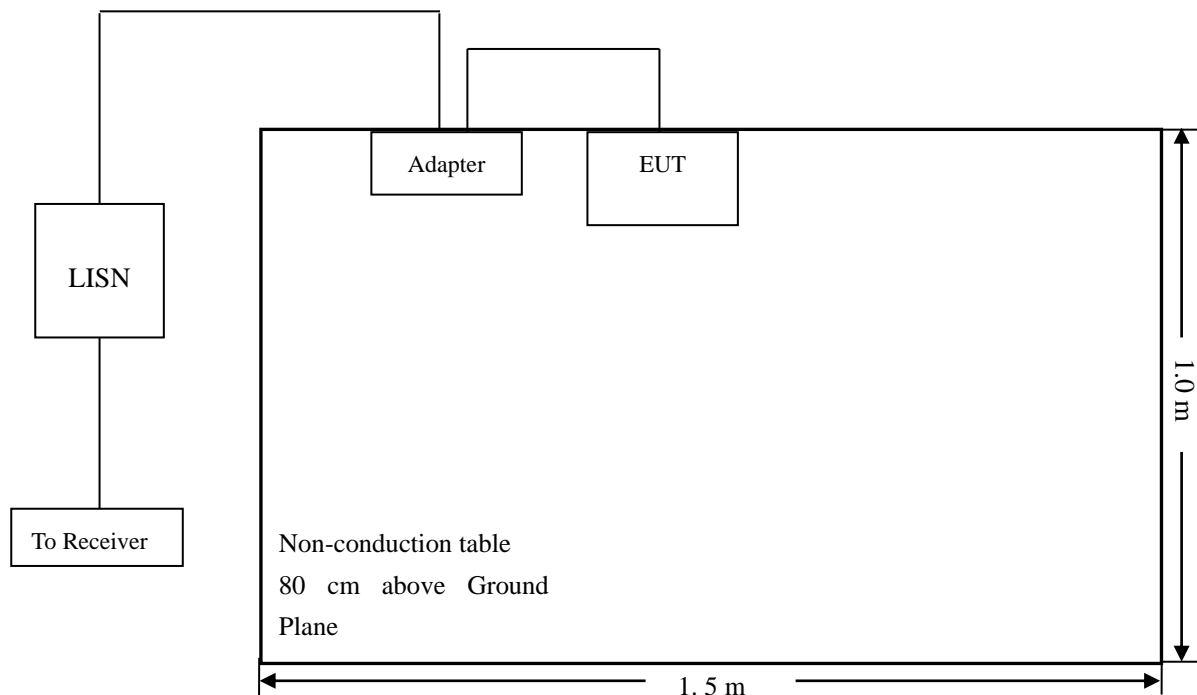 Adapter
EUT
LISN
1.0 m
To Receiver
Non-conduction table
80 cm above Ground
Plane
1. 5 m